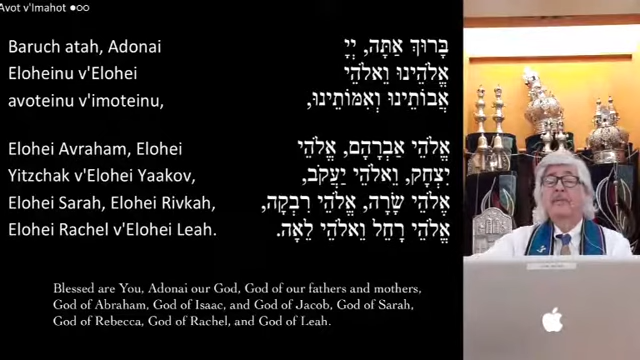 Avot v'Imahot
Baruch atah, Adonai
Eloheinu v'Elohei
avoteinu v'imoteinu,
Elohei Avraham, Elohei
Yitzchak v'Elohei Yaakov,
Elohei Sarah, Elohei Rivkah,
Elohei Rachel v'Elohei Leah.
בָּרוּךְ אַתָּה, יְיָ
אֱלֹהֵינוּ וֵאלֹהֵי
אֲבוֹתֵינוּ וְאִמּוֹתֵינוּ,
אֱלֹהֵי אַבְרָהָם, אֱלֹהֵי
יִצְחָק, וֵאלֹהֵי יַעֲקֹב,
אֱלֹהֵי שָׂרָה, אֱלֹהֵי רִבְקָה,
אֱלֹהֵי רָחֵל וֵאלֹהֵי לֵאָה.
Blessed are You, Adonai our God, God of our fathers and mothers,
God of Abraham, God of Isaac, and God of Jacob, God of Sarah,
God of Rebecca, God of Rachel, and God of Leah.